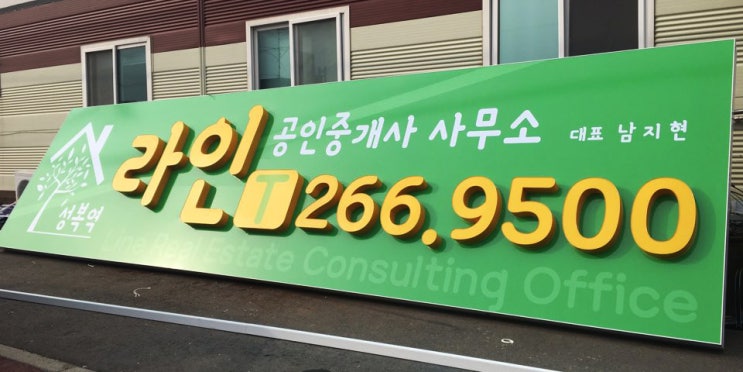 성복역
라인 공인중개사 사무소 대표 남지현
T 266.9500
Line Real Estate Consulting Office